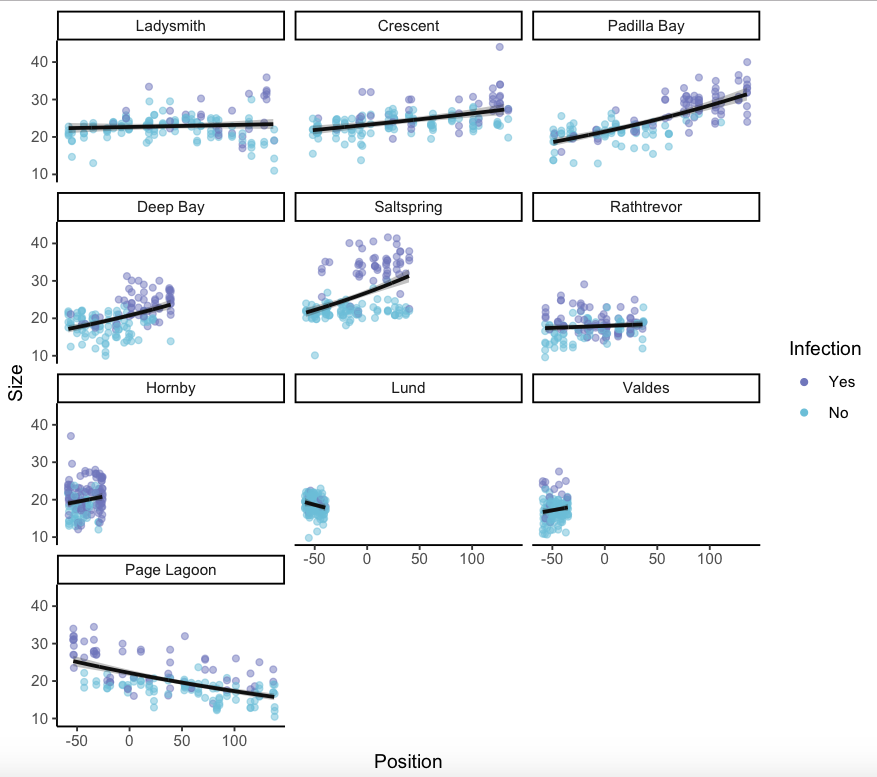 Ladysmith Crescent Padilla Bay
40
30
20
10
Deep Bay Saltspring Rathtrevor
40
30
20
10
Size
Infection
Yes
No
Hornby Lund Valdes
40
30
20
10
-50 0 50 100 -50 0 50 100
Page Lagoon
40
30
20
10
-50 0 50 100
Position